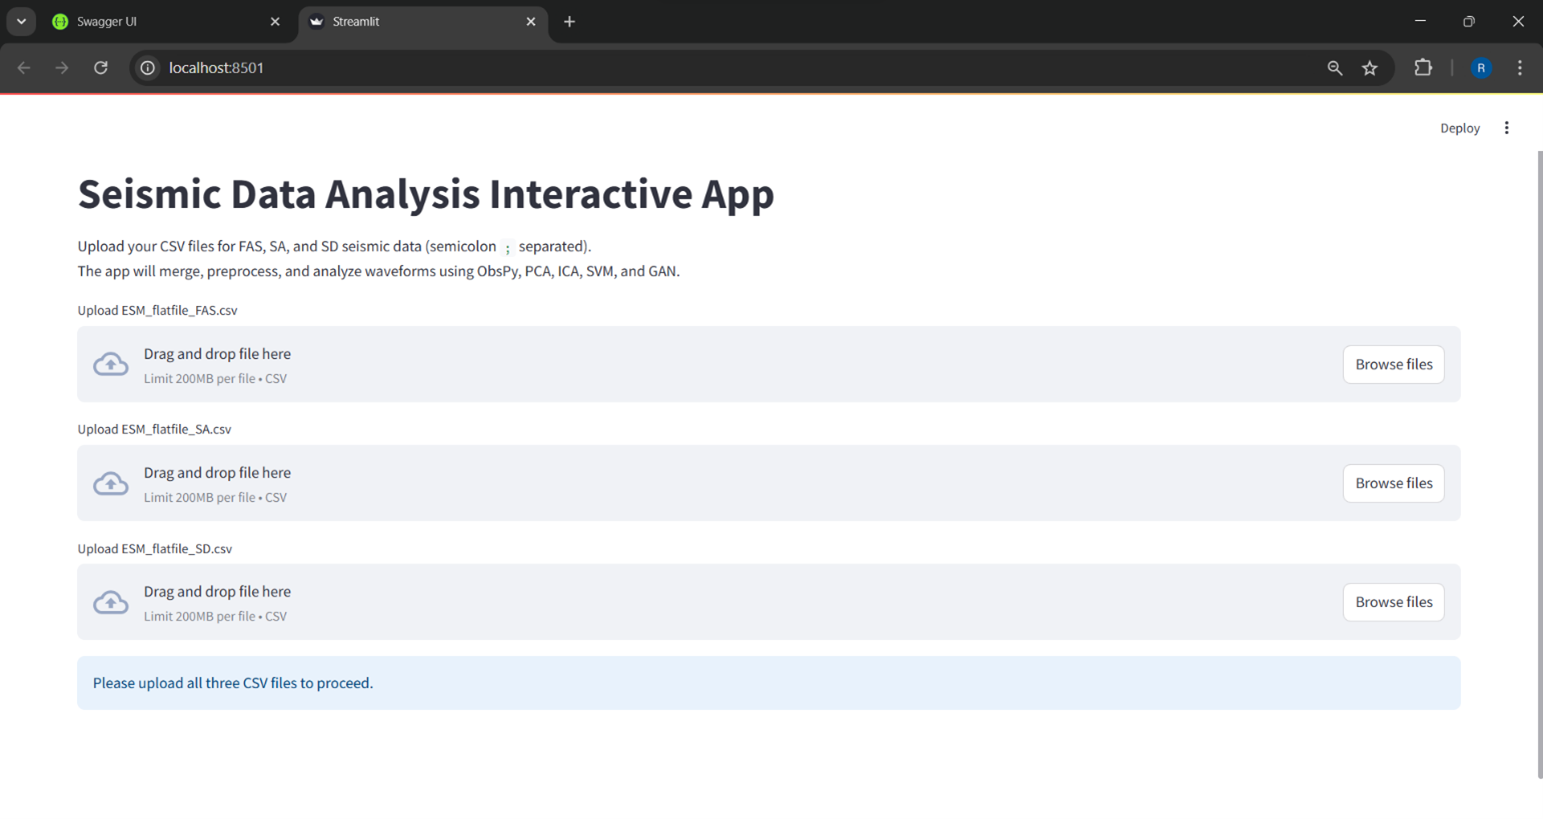 Swagger UI
Streamlit
localhost:8501
R
Deploy
Seismic Data Analysis Interactive App
Upload your CSV files for FAS, SA, and SD seismic data (semicolon ; separated).
The app will merge, preprocess, and analyze waveforms using ObsPy, PCA, ICA, SVM, and GAN.
Upload ESM_flatfile_FAS.csv
Drag and drop file here
Limit 200MB per file • CSV
Browse files
Upload ESM_flatfile_SA.csv
Drag and drop file here
Limit 200MB per file • CSV
Browse files
Upload ESM_flatfile_SD.csv
Drag and drop file here
Limit 200MB per file • CSV
Browse files
Please upload all three CSV files to proceed.